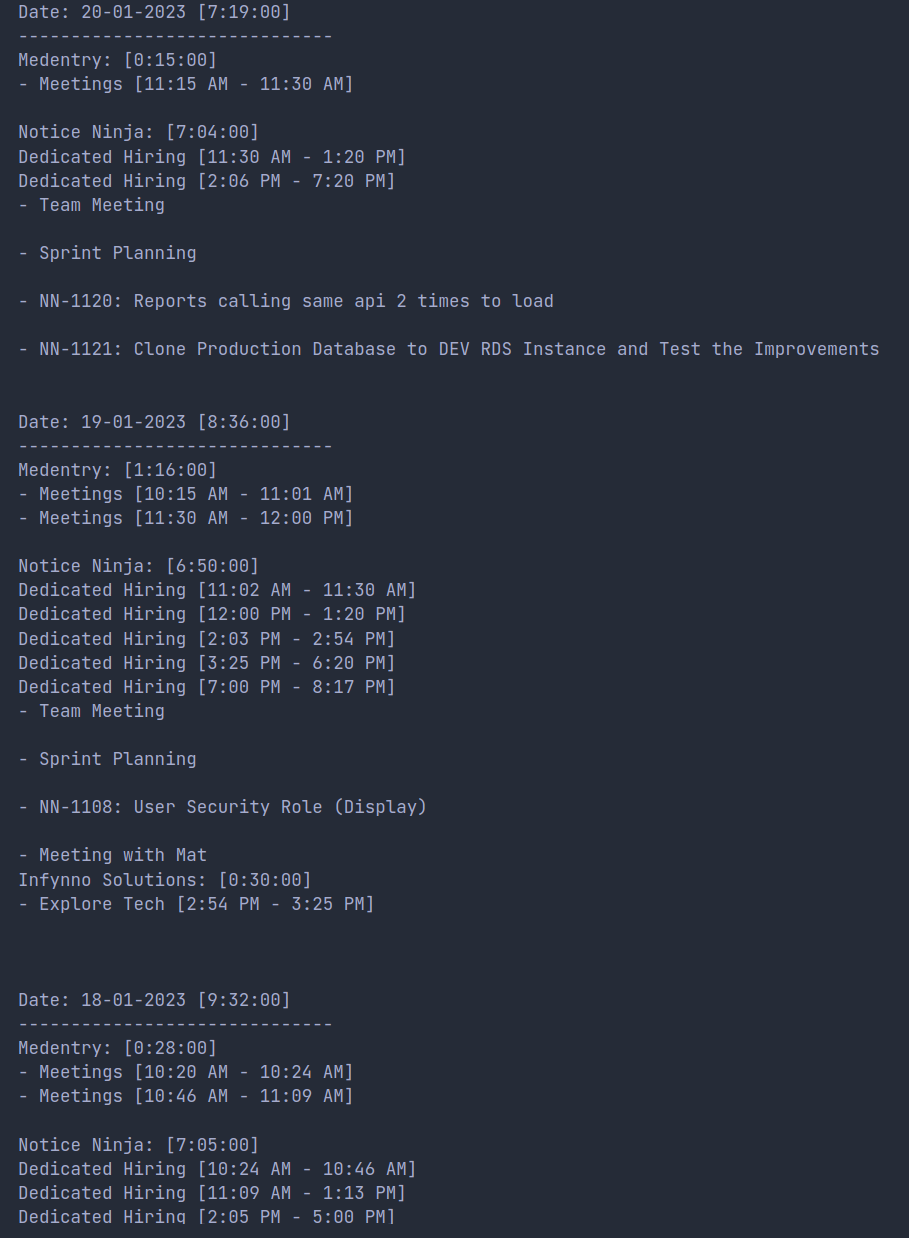 Date: 20-01-2023 [7:19:00]
------------------------------
Medentry: [0:15:00]
- Meetings [11:15 AM - 11:30 AM]
Notice Ninja: [7:04:00]
Dedicated Hiring [11:30 AM - 1:20 PM]
Dedicated Hiring [2:06 PM - 7:20 PM]
- Team Meeting
- Sprint Planning
- NN-1120: Reports calling same api 2 times to load
- NN-1121: Clone Production Database to DEV RDS Instance and Test the Improvements
Date: 19-01-2023 [8:36:00]
------------------------------
Medentry: [1:16:00]
- Meetings [10:15 AM - 11:01 AM]
- Meetings [11:30 AM - 12:00 PM]
Notice Ninja: [6:50:00]
Dedicated Hiring [11:02 AM - 11:30 AM]
Dedicated Hiring [12:00 PM - 1:20 PM]
Dedicated Hiring [2:03 PM - 2:54 PM]
Dedicated Hiring [3:25 PM - 6:20 PM]
Dedicated Hiring [7:00 PM - 8:17 PM]
- Team Meeting
- Sprint Planning
- NN-1108: User Security Role (Display)
- Meeting with Mat
Infynno Solutions: [0:30:00]
- Explore Tech [2:54 PM - 3:25 PM]
Date: 18-01-2023 [9:32:00]
------------------------------
Medentry: [0:28:00]
- Meetings [10:20 AM - 10:24 AM]
- Meetings [10:46 AM - 11:09 AM]
Notice Ninja: [7:05:00]
Dedicated Hiring [10:24 AM - 10:46 AM]
Dedicated Hiring [11:09 AM - 1:13 PM]
Dedicated Hiring [2:05 PM - 5:00 PM]